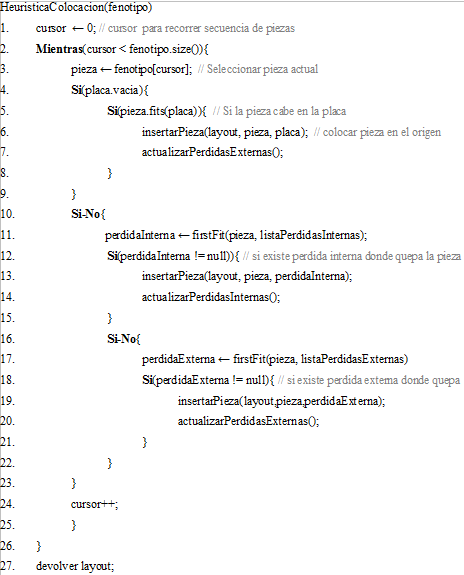 HeuristicaColocacion(fenotipo)
1. cursor ← 0; // cursor para recorrer secuencia de piezas
2. Mientras(cursor < fenotipo.size()){
3. pieza ← fenotipo[cursor]; // Seleccionar pieza actual
4. Si(placa.vacia){
5. Si(pieza.fits(placa)){ // Si la pieza cabe en la placa
6. insertarPieza(layout, pieza, placa); // colocar pieza en el origen
7. actualizarPerdidasExternas();
8. }
9. }
10. Si-No{
11. perdidaInterna ← firstFit(pieza, listaPerdidasInternas);
12. Si(perdidaInterna != null)){ // si existe perdida interna donde quepa la pieza
13. insertarPieza(layout, pieza, perdidaInterna);
14. actualizarPerdidasInternas();
15. }
16. Si-No{
17. perdidaExterna ← firstFit(pieza, listaPerdidasExternas)
18. Si(perdidaExterna != null){ // si existe perdida externa donde quepa
19. insertarPieza(layout,pieza,perdidaExterna);
20. actualizarPerdidasExternas();
21. }
22. }
23. }
24. cursor++;
25. }
26. }
27. devolver layout;